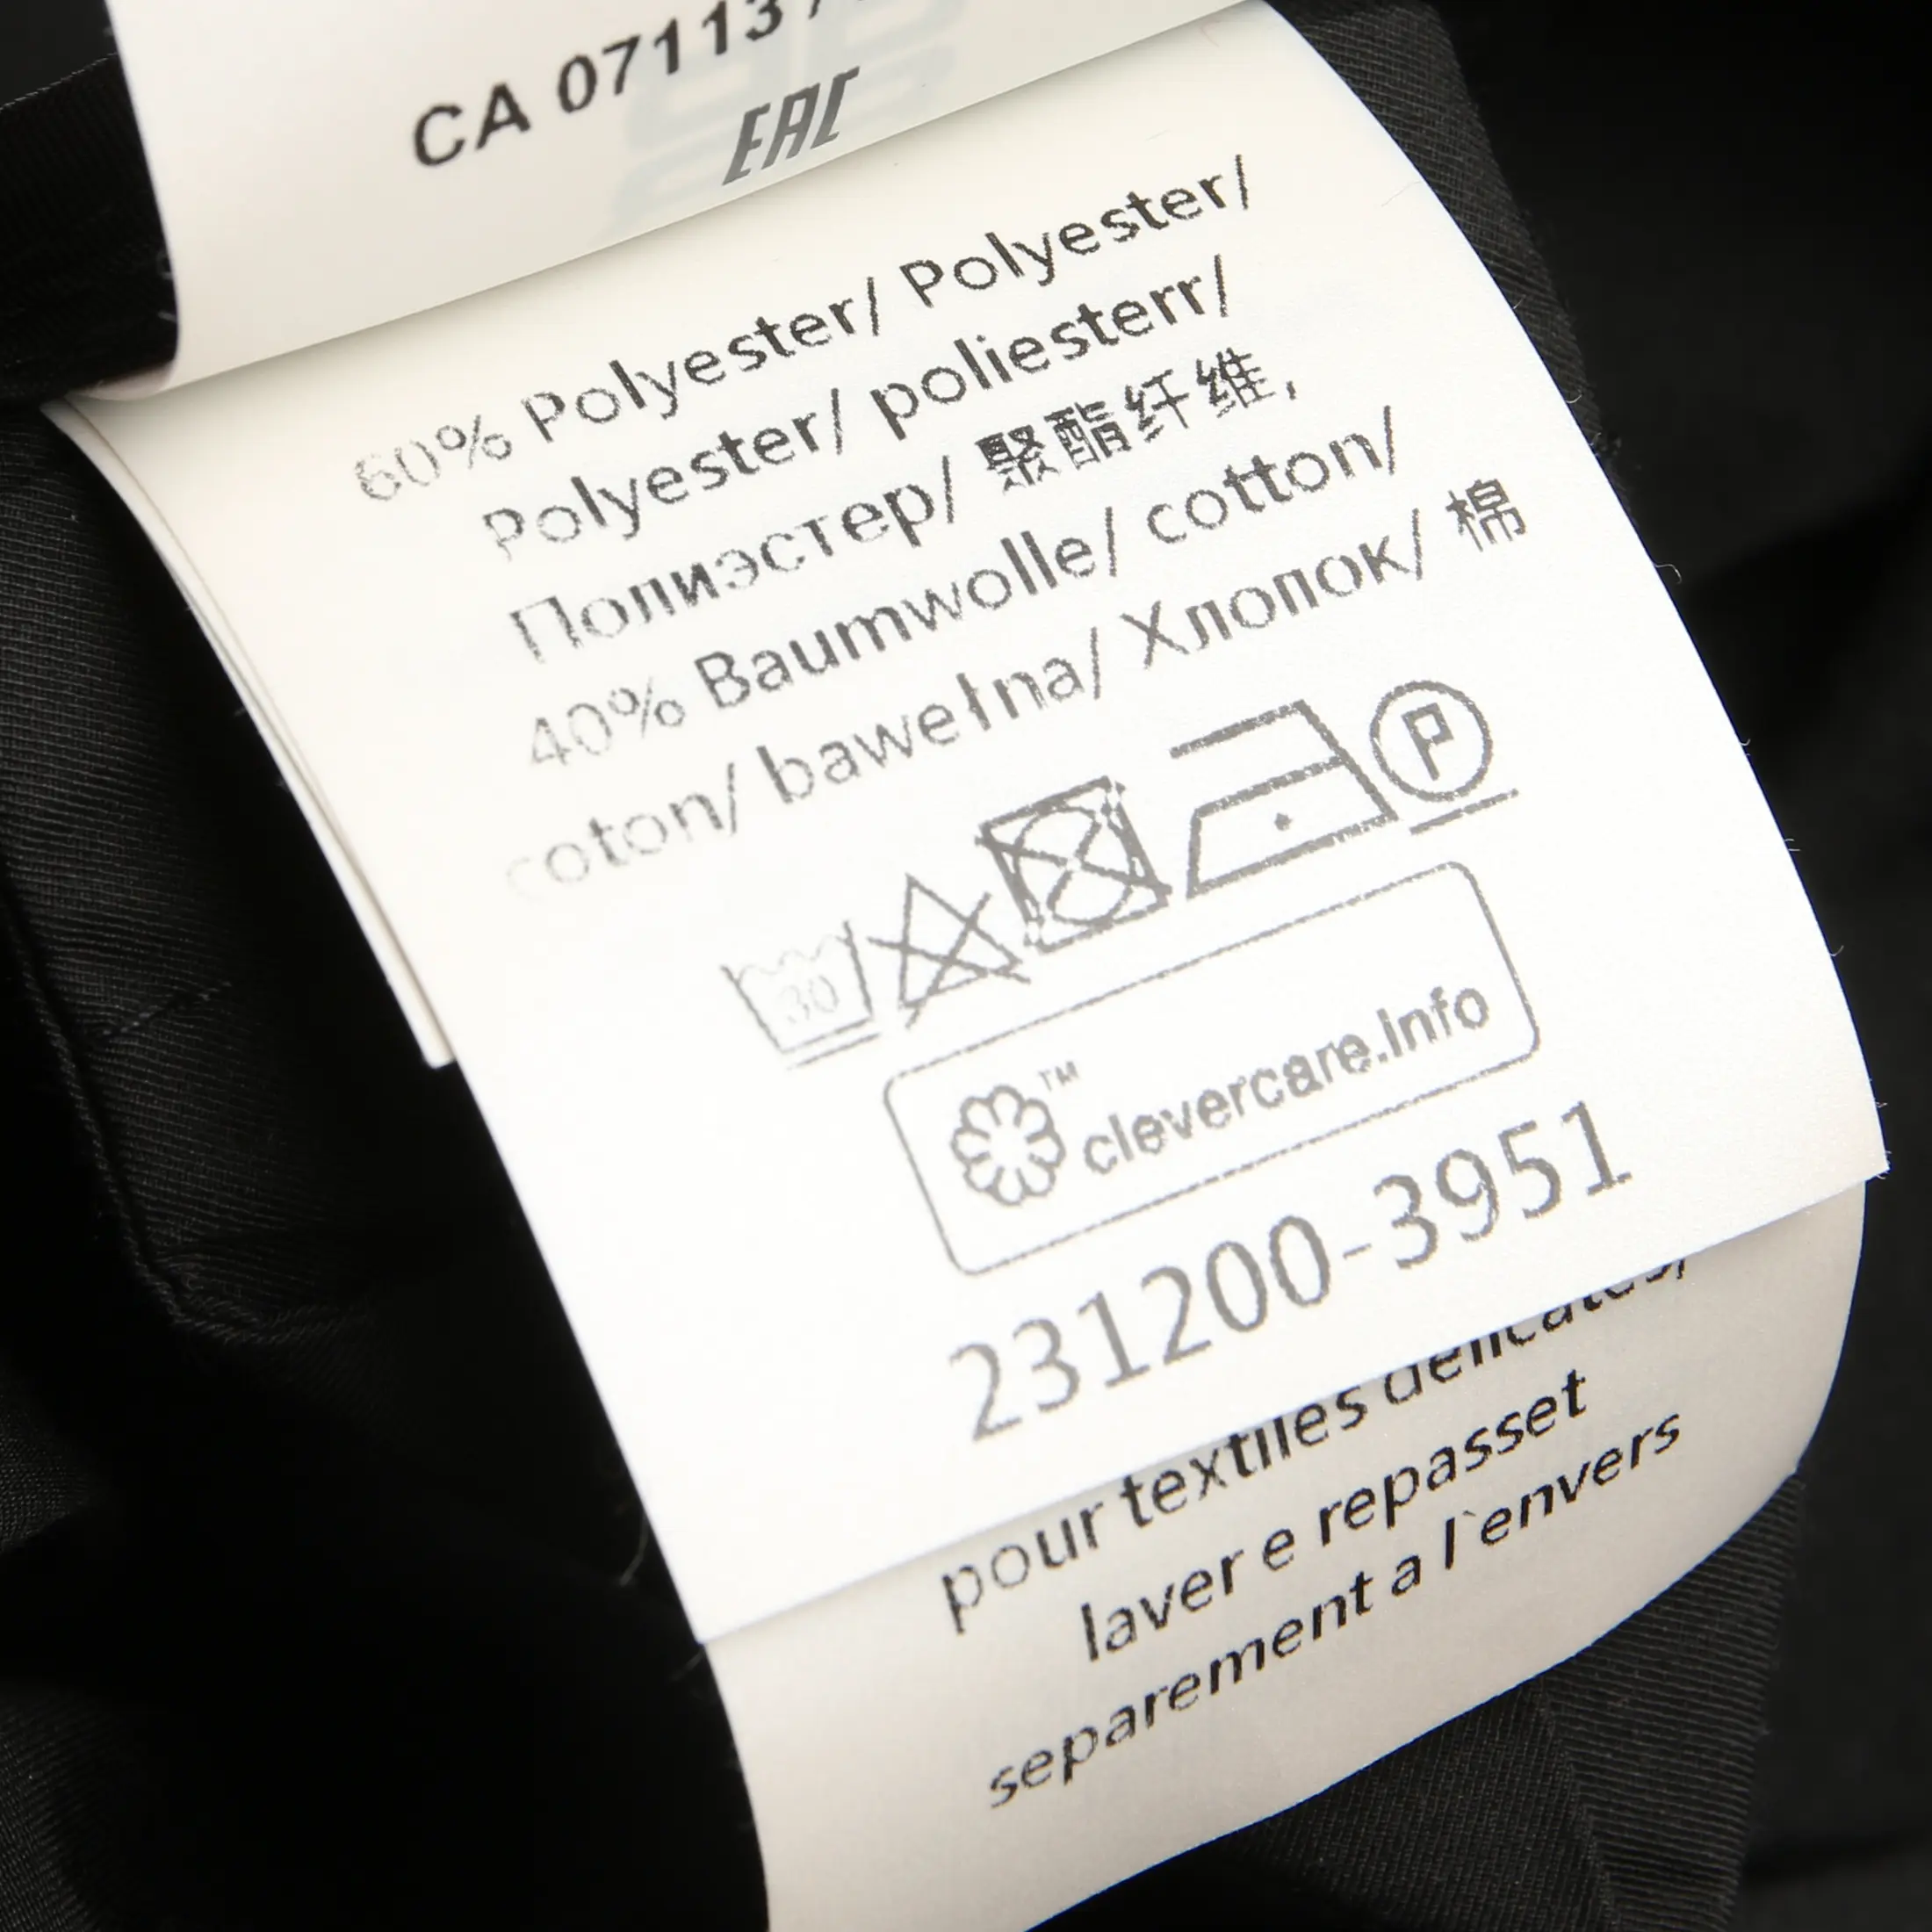 CA 07113
EAC
60% Polyester/ Polyester/
Polyester/ poliesterr/
Полиэстер/ 聚酯纤维,
40% Baumwolle/ cotton/
coton/ bawełna/ Хлопок/ 棉
P
30
™
clevercare.info
231200-3951
pour textiles delicates,
laver e repasset
separement a l`envers